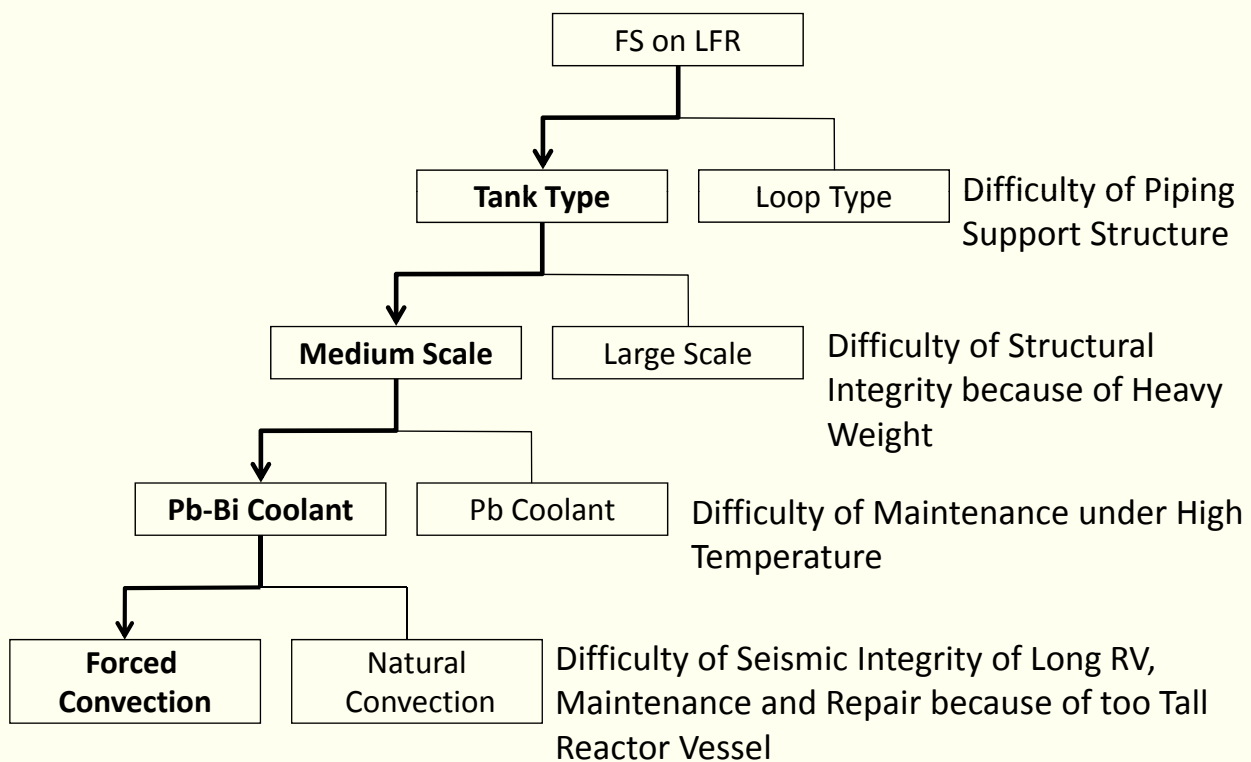 FS on LFR
Tank Type
Loop Type
Difficulty of Piping
Support Structure
Medium Scale
Large Scale
Difficulty of Structural
Integrity because of Heavy
Weight
Pb-Bi Coolant
Pb Coolant
Difficulty of Maintenance under High
Temperature
Forced
Convection
Natural
Convection
Difficulty of Seismic Integrity of Long RV,
Maintenance and Repair because of too Tall
Reactor Vessel